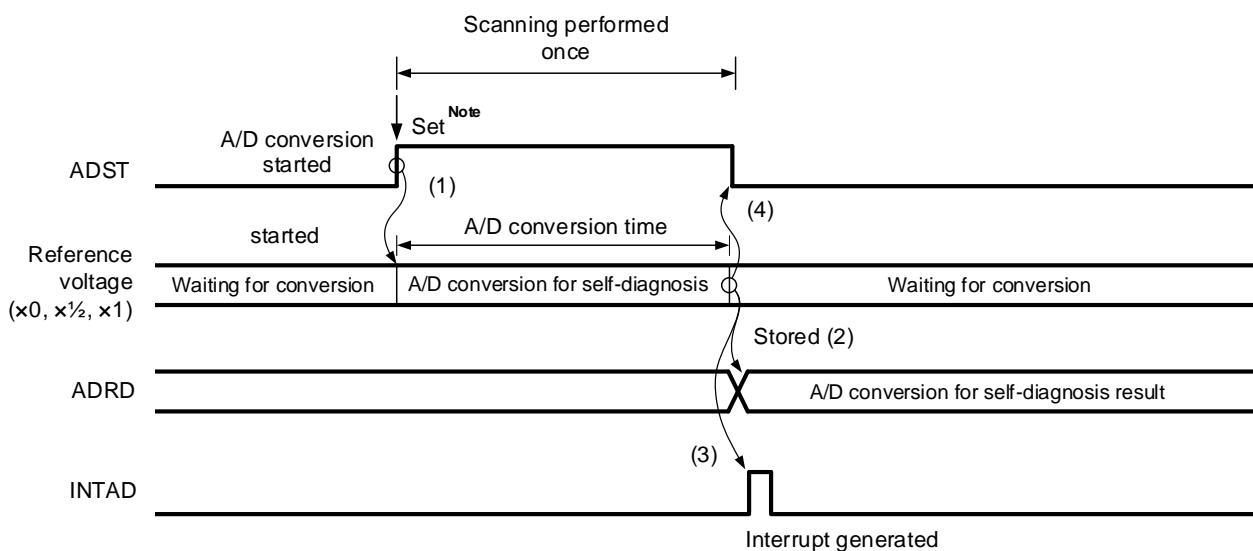 Scanning performed
once
Set Note
A/D conversion
started
ADST
(1)
(4)
A/D conversion time
started
Reference
voltage
(×0, ×½, ×1)
Waiting for conversion
A/D conversion for self-diagnosis
Waiting for conversion
Stored (2)
ADRD
A/D conversion for self-diagnosis result
(3)
INTAD
Interrupt generated